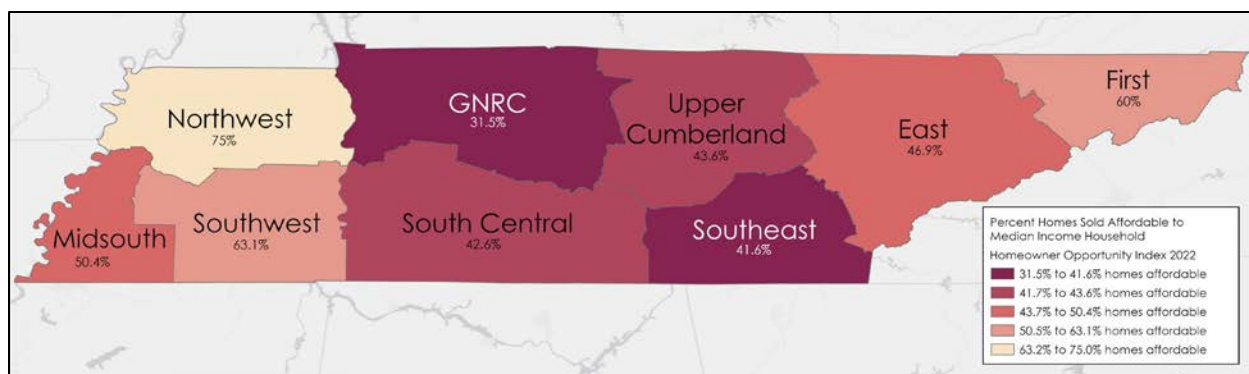 Northwest
75%
GNRC
31.5%
Upper
Cumberland
43.6%
East
46.9%
First
60%
Midsouth
50.4%
Southwest
63.1%
South Central
42.6%
Southeast
41.6%
Percent Homes Sold Affordable to
Median Income Household
Homeowner Opportunity Index 2022
31.5% to 41.6% homes affordable
41.7% to 43.6% homes affordable
43.7% to 50.4% homes affordable
50.5% to 63.1% homes affordable
63.2% to 75.0% homes affordable